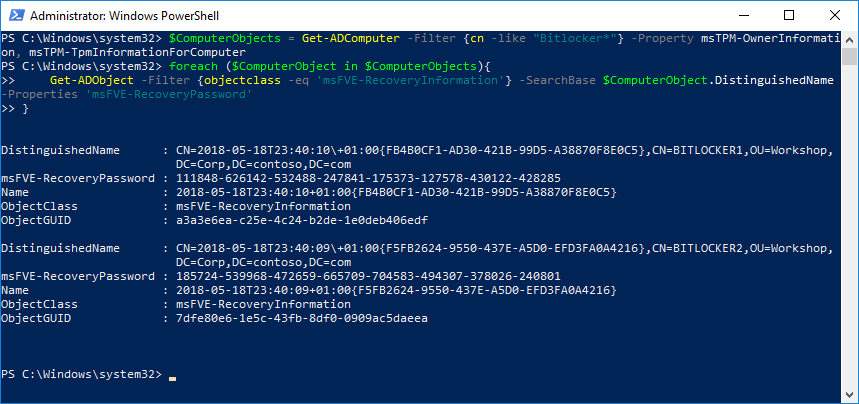 Administrator: Windows PowerShell
PS C:\Windows\system32> $ComputerObjects = Get-ADComputer -Filter {cn -like "Bitlocker*"} -Property msTPM-OwnerInformati
on, msTPM-TpmInformationForComputer
PS C:\Windows\system32> foreach ($ComputerObject in $ComputerObjects){
>>     Get-ADObject -Filter {objectclass -eq 'msFVE-RecoveryInformation'} -SearchBase $ComputerObject.DistinguishedName
-Properties 'msFVE-RecoveryPassword'
>> }
DistinguishedName       : CN=2018-05-18T23:40:10\+01:00{FB4B0CF1-AD30-421B-99D5-A38870F8E0C5},CN=BITLOCKER1,OU=Workshop,
DC=Corp,DC=contoso,DC=com
msFVE-RecoveryPassword : 111848-626142-532488-247841-175373-127578-430122-428285
Name                    : 2018-05-18T23:40:10+01:00{FB4B0CF1-AD30-421B-99D5-A38870F8E0C5}
ObjectClass             : msFVE-RecoveryInformation
ObjectGUID              : a3a3e6ea-c25e-4c24-b2de-1e0deb406edf
DistinguishedName       : CN=2018-05-18T23:40:09\+01:00{F5FB2624-9550-437E-A5D0-EFD3FA0A4216},CN=BITLOCKER2,OU=Workshop,
DC=Corp,DC=contoso,DC=com
msFVE-RecoveryPassword : 185724-539968-472659-665709-704583-494307-378026-240801
Name                    : 2018-05-18T23:40:09+01:00{F5FB2624-9550-437E-A5D0-EFD3FA0A4216}
ObjectClass             : msFVE-RecoveryInformation
ObjectGUID              : 7dfe80e6-1e5c-43fb-8df0-0909ac5daeea
PS C:\Windows\system32>